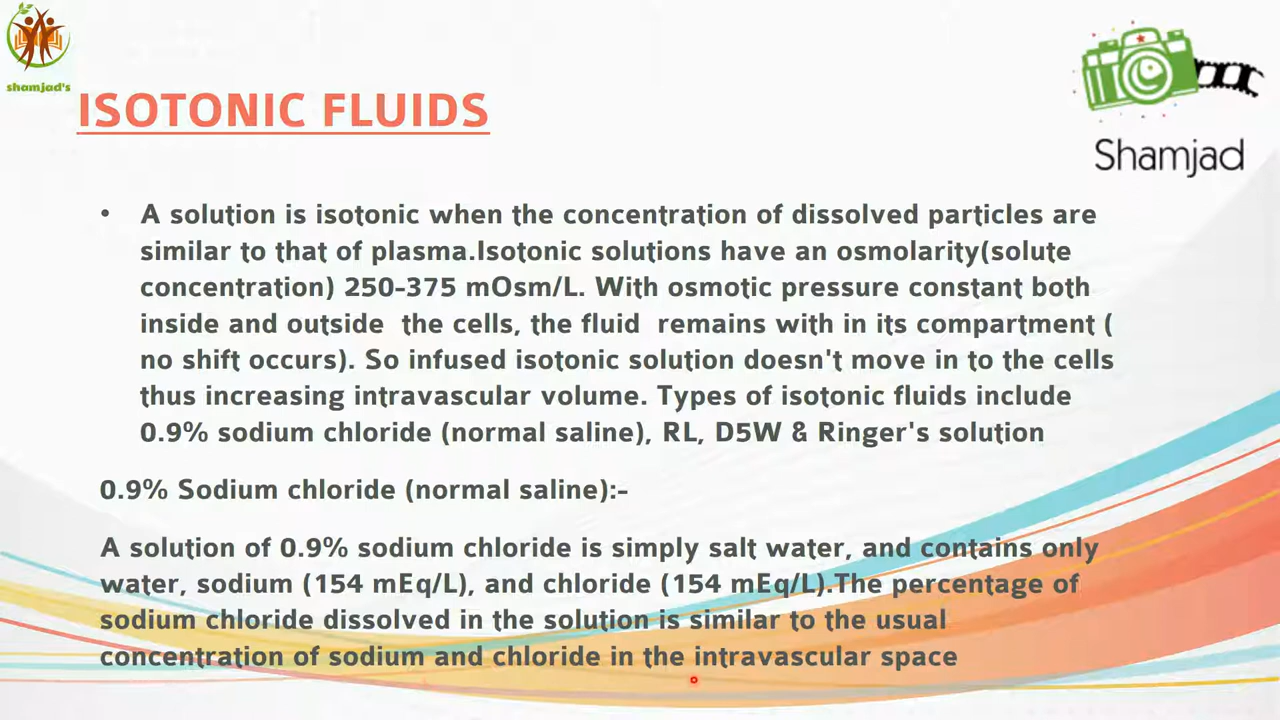 shamjad's
ISOTONIC FLUIDS
Shamjad
• A solution is isotonic when the concentration of dissolved particles are
similar to that of plasma.Isotonic solutions have an osmolarity(solute
concentration) 250-375 mOsm/L. With osmotic pressure constant both
inside and outside the cells, the fluid remains with in its compartment (
no shift occurs). So infused isotonic solution doesn't move in to the cells
thus increasing intravascular volume. Types of isotonic fluids include
0.9% sodium chloride (normal saline), RL, D5W & Ringer's solution
0.9% Sodium chloride (normal saline):-
A solution of 0.9% sodium chloride is simply salt water, and contains only
water, sodium (154 mEq/L), and chloride (154 mEq/L).The percentage of
sodium chloride dissolved in the solution is similar to the usual
concentration of sodium and chloride in the intravascular space